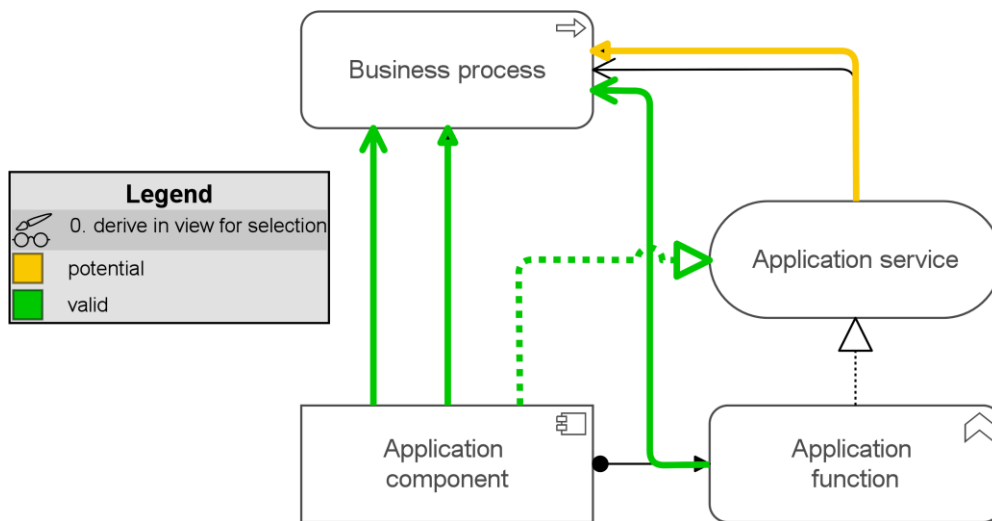 Business process
Legend
0. derive in view for selection
potential
valid
Application service
Application
component
Application
function